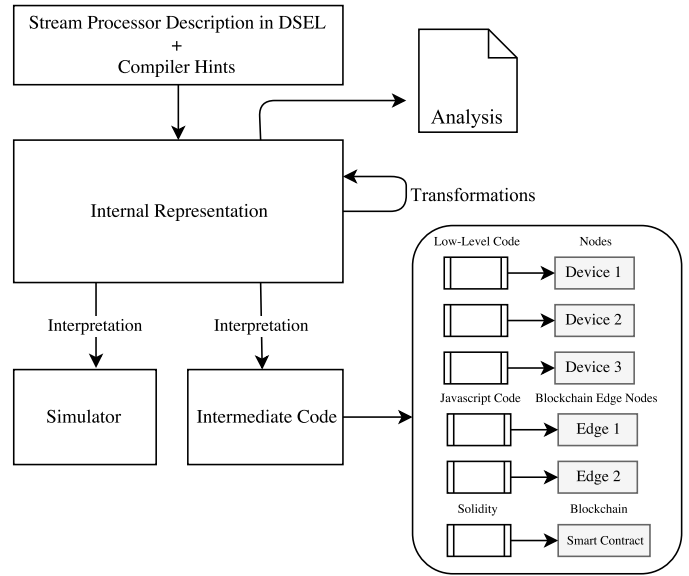 Stream Processor Description in DSEL
+
Compiler Hints
Analysis
Internal Representation
Transformations
Low-Level Code
Nodes
Device 1
Device 2
Device 3
Interpretation
Interpretation
Simulator
Intermediate Code
Javascript Code
Blockchain Edge Nodes
Edge 1
Edge 2
Solidity
Blockchain
Smart Contract